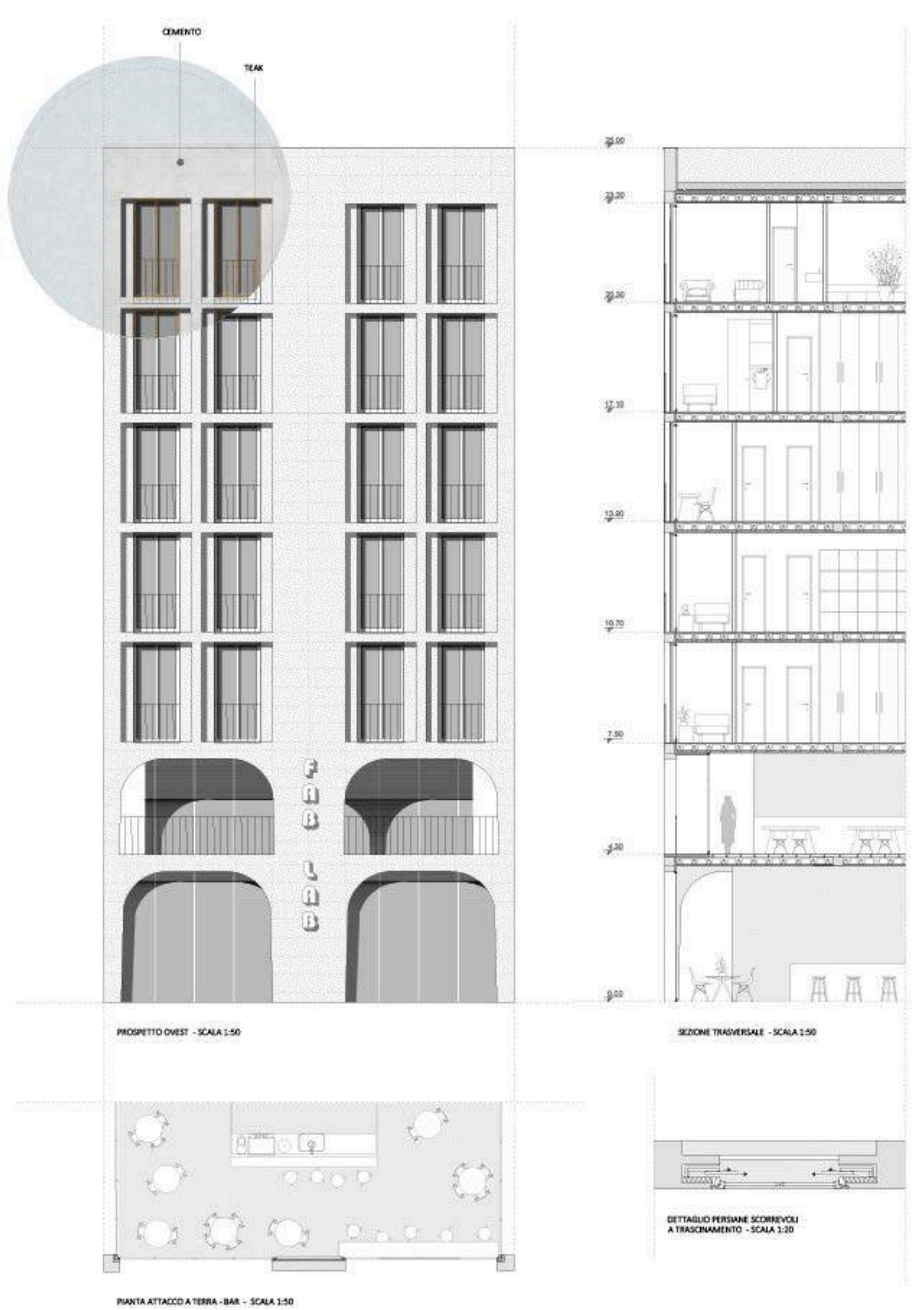 CEMENTO
TEAK
25.00
23.20
20.30
17.10
13.90
10.70
7.50
4.30
0.00
FAB
LAB
PROSPETTO OVEST - SCALA 1:50
SEZIONE TRASVERSALE - SCALA 1:50
DETTAGLIO PERSIANE SCORREVOLI
A TRASCINAMENTO - SCALA 1:20
PIANTA ATTACCO A TERRA - BAR - SCALA 1:50